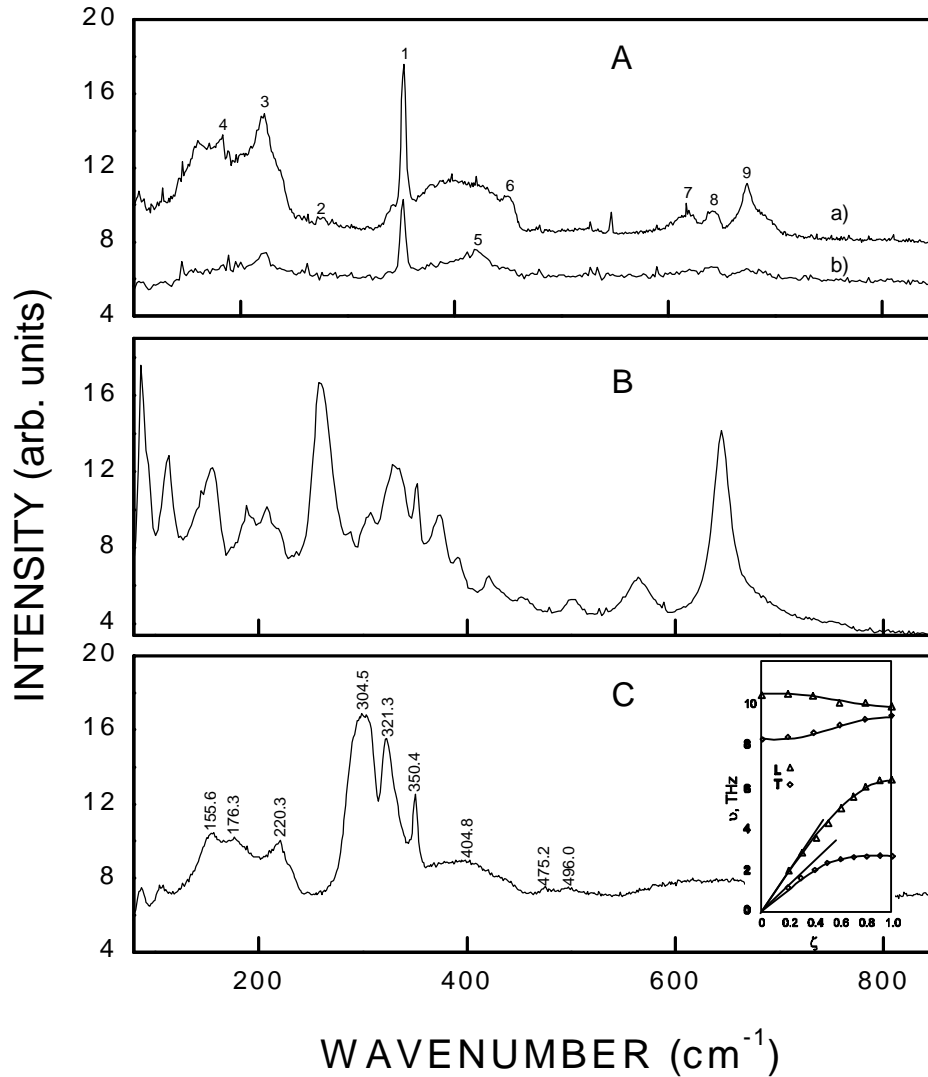 20
16
12
8
4
A
1
2
3
4
5
6
7
8
9
a)
b)
INTENSITY (arb. units)
16
12
8
4
B
20
16
12
8
4
C
155.6
176.3
220.3
304.5
321.3
350.4
404.8
475.2
496.0
10
8
6
4
2
0
υ, THz
L
T
0 0.2 0.4 0.6 0.8 1.0
ζ
200 400 600 800
WAVENUMBER (cm⁻¹)